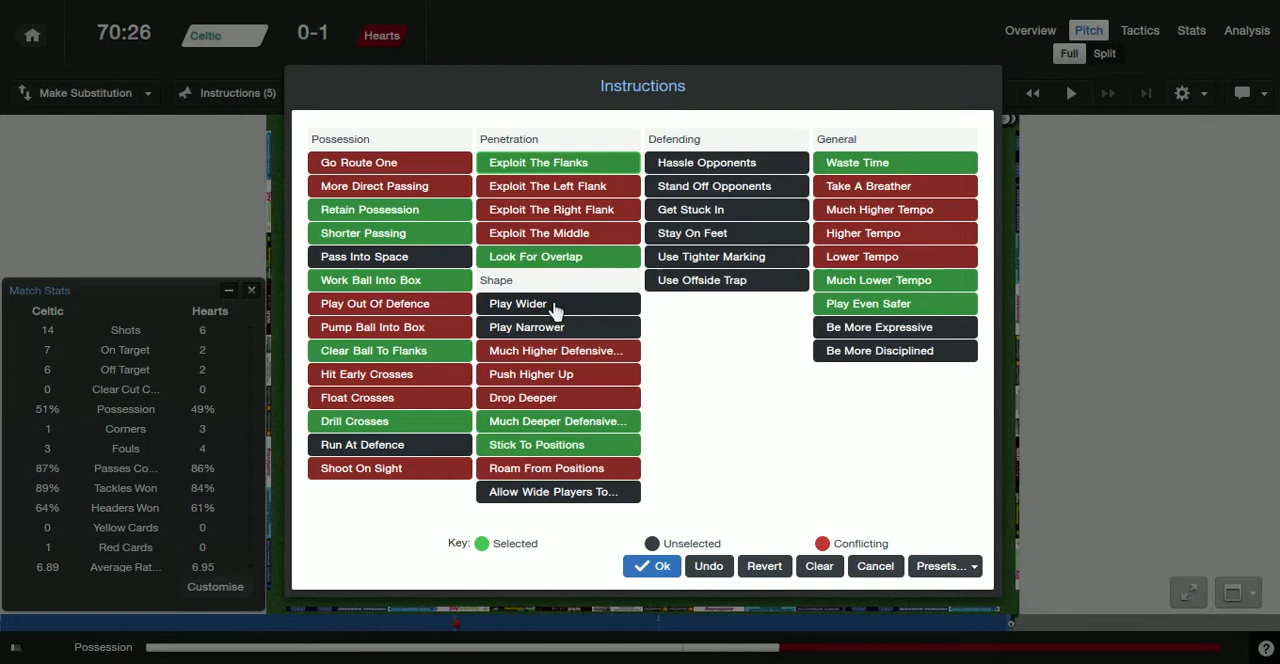 70:26
Celtic
0-1
Hearts
Overview
Pitch
Tactics
Stats
Analysis
Full
Split
Make Substitution
Instructions (5)
Instructions
Possession
Go Route One
More Direct Passing
Retain Possession
Shorter Passing
Pass Into Space
Work Ball Into Box
Play Out Of Defence
Pump Ball Into Box
Clear Ball To Flanks
Hit Early Crosses
Float Crosses
Drill Crosses
Run At Defence
Shoot On Sight
Penetration
Exploit The Flanks
Exploit The Left Flank
Exploit The Right Flank
Exploit The Middle
Look For Overlap
Shape
Play Wider
Play Narrower
Much Higher Defensive...
Push Higher Up
Drop Deeper
Much Deeper Defensive...
Stick To Positions
Roam From Positions
Allow Wide Players To...
Defending
Hassle Opponents
Stand Off Opponents
Get Stuck In
Stay On Feet
Use Tighter Marking
Use Offside Trap
General
Waste Time
Take A Breather
Much Higher Tempo
Higher Tempo
Lower Tempo
Much Lower Tempo
Play Even Safer
Be More Expressive
Be More Disciplined
Key: Selected
Unselected
Conflicting
Ok
Undo
Revert
Clear
Cancel
Presets...
Match Stats
Celtic Hearts
14 Shots 6
7 On Target 2
6 Off Target 2
0 Clear Cut C... 0
51% Possession 49%
1 Corners 3
3 Fouls 4
87% Passes Co... 86%
89% Tackles Won 84%
64% Headers Won 61%
0 Yellow Cards 0
1 Red Cards 0
6.89 Average Rat... 6.95
Customise
Possession
?